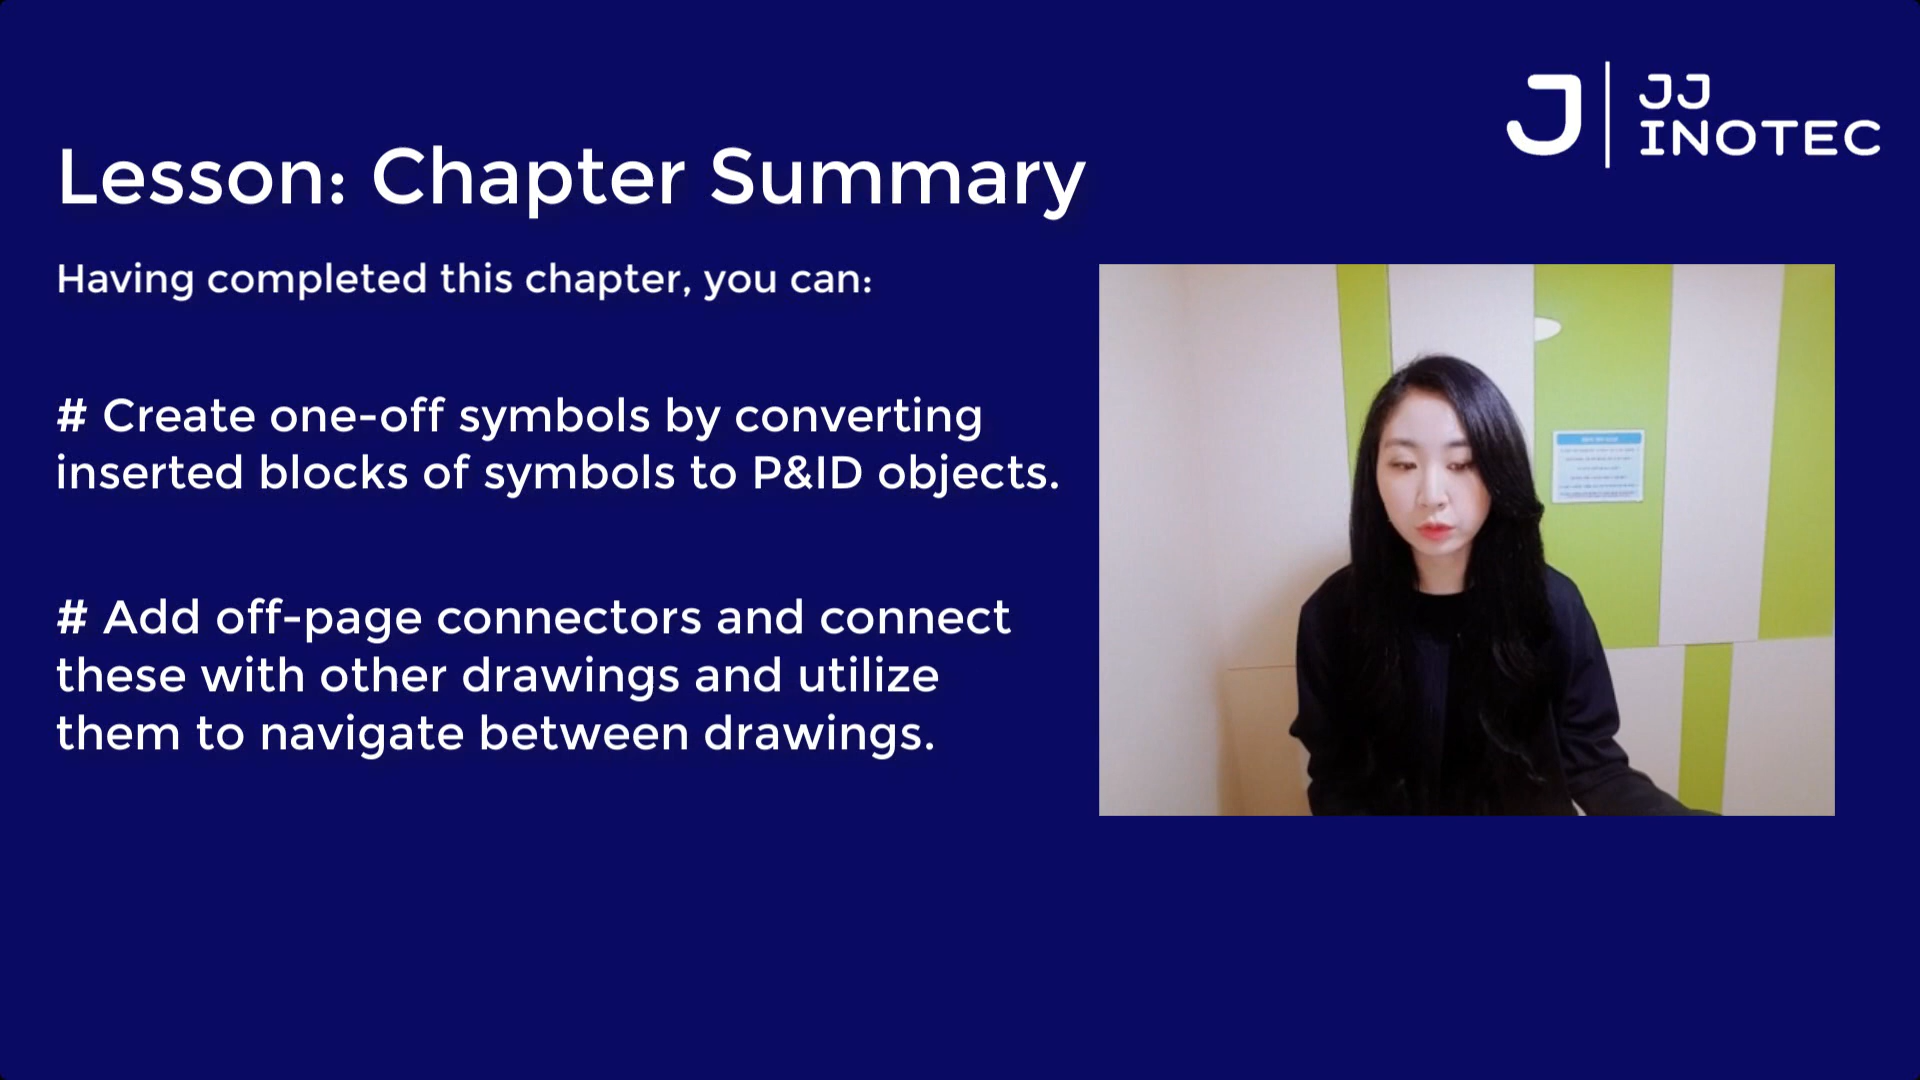 J
JJ
INOTEC
Lesson: Chapter Summary
Having completed this chapter, you can:
# Create one-off symbols by converting
inserted blocks of symbols to P&ID objects.
# Add off-page connectors and connect
these with other drawings and utilize
them to navigate between drawings.